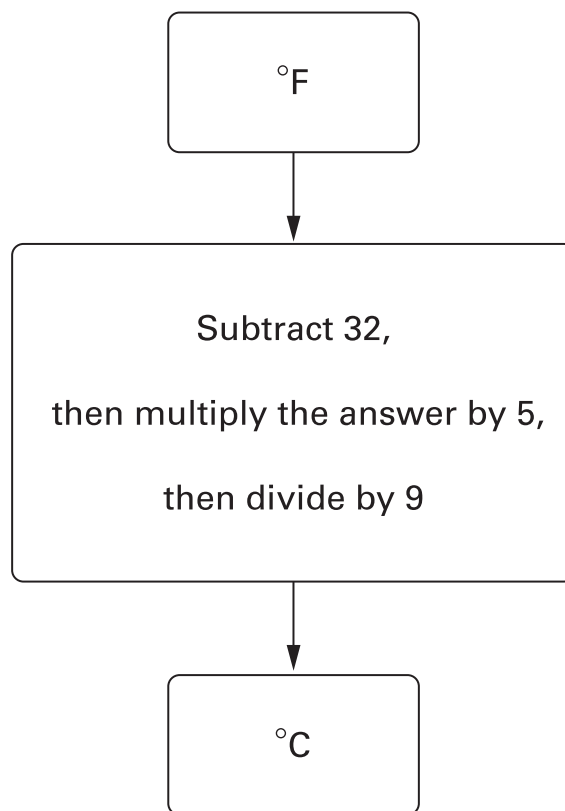 °F
Subtract 32,
then multiply the answer by 5,
then divide by 9
°C